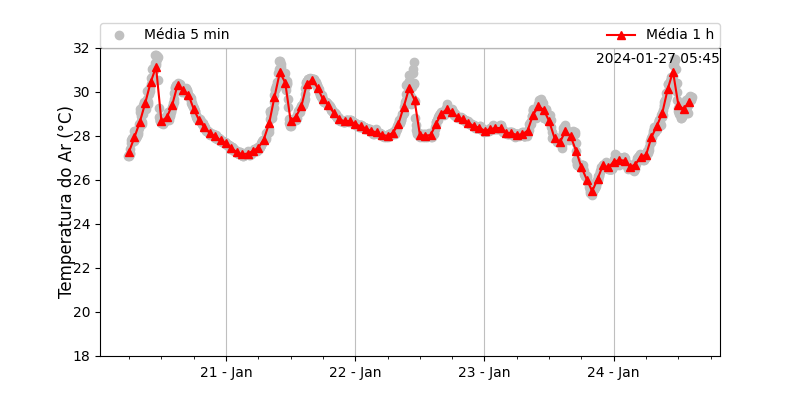 Média 5 min
Média 1 h
2024-01-27 05:45
Temperatura do Ar (°C)
32
30
28
26
24
22
20
18
21 - Jan
22 - Jan
23 - Jan
24 - Jan